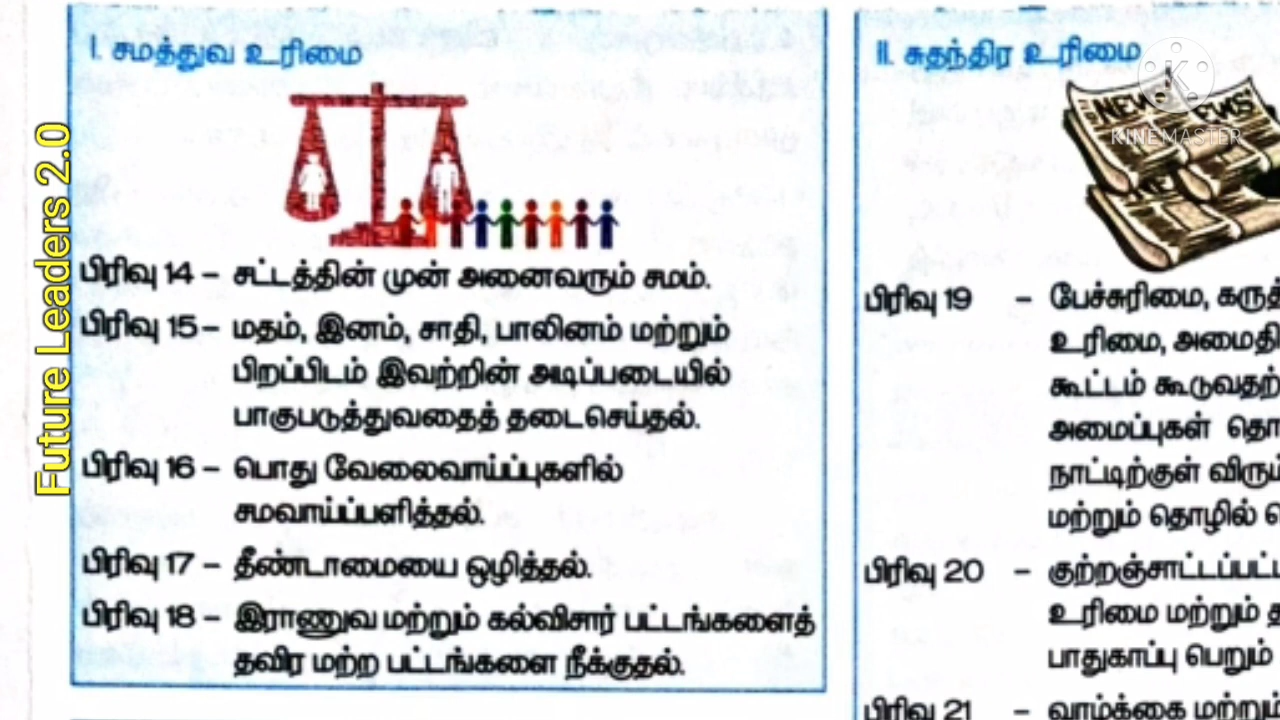 Future Leaders 2.0
i. சமத்துவ உரிமை
பிரிவு 14 – சட்டத்தின் முன் அனைவரும் சமம்.
பிரிவு 15 – மதம், இனம், சாதி, பாலினம் மற்றும்
பிறப்பிடம் இவற்றின் அடிப்படையில்
பாகுபடுத்துவதைத் தடைசெய்தல்.
பிரிவு 16 – பொது வேலைவாய்ப்புகளில்
சமவாய்ப்பளித்தல்.
பிரிவு 17 – தீண்டாமையை ஒழித்தல்.
பிரிவு 18 – இராணுவ மற்றும் கல்விசார் பட்டங்களைத்
தவிர மற்ற பட்டங்களை நீக்குதல்.
ii. சுதந்திர உரிமை
NEWS NEWS
KINEMASTER
பிரிவு 19 – பேச்சுரிமை,
உரிமை,
கூட்டம்
அமைப்புகள்
நாட்டிற்குள்
மற்றும் தொழில்
பிரிவு 20 –
உரிமை மற்றும்
பாதுகாப்பு பெறும்
பிரிவு 21 – வாழ்க்கை மற்றும்